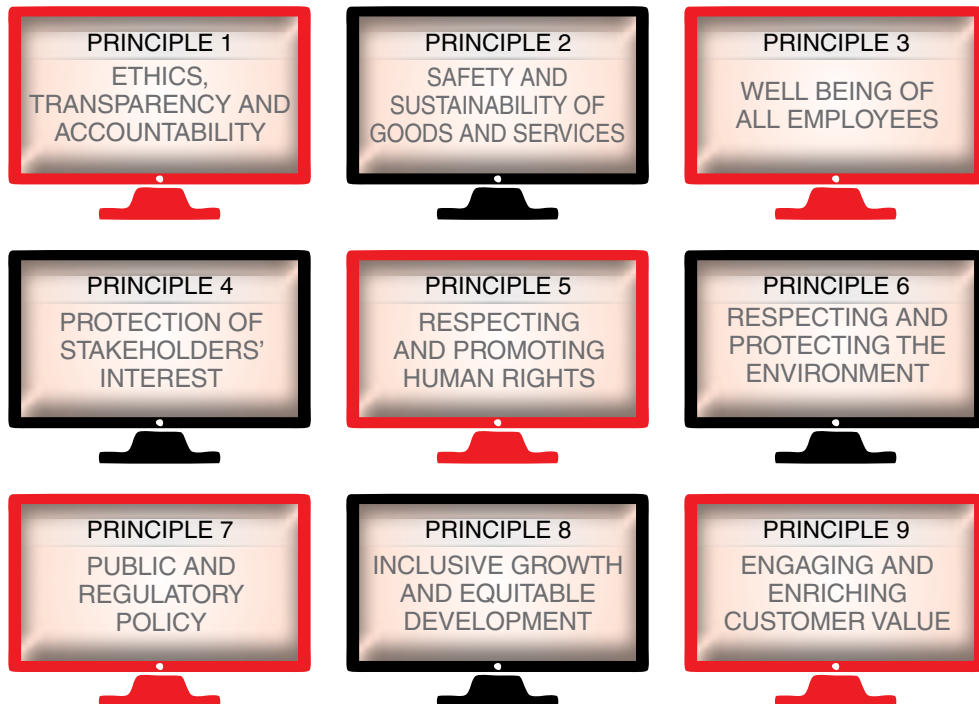 PRINCIPLE 1
ETHICS,
TRANSPARENCY AND
ACCOUNTABILITY
PRINCIPLE 2
SAFETY AND
SUSTAINABILITY OF
GOODS AND SERVICES
PRINCIPLE 3
WELL BEING OF
ALL EMPLOYEES
PRINCIPLE 4
PROTECTION OF
STAKEHOLDERS’
INTEREST
PRINCIPLE 5
RESPECTING
AND PROMOTING
HUMAN RIGHTS
PRINCIPLE 6
RESPECTING AND
PROTECTING THE
ENVIRONMENT
PRINCIPLE 7
PUBLIC AND
REGULATORY
POLICY
PRINCIPLE 8
INCLUSIVE GROWTH
AND EQUITABLE
DEVELOPMENT
PRINCIPLE 9
ENGAGING AND
ENRICHING
CUSTOMER VALUE